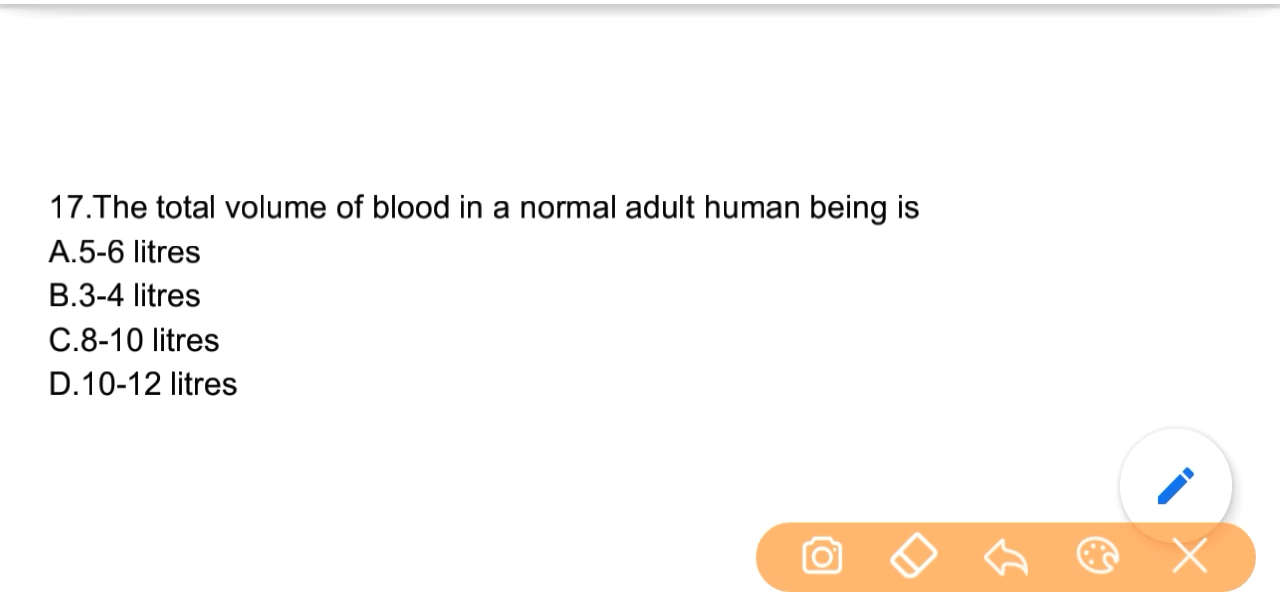 17.The total volume of blood in a normal adult human being is
A.5-6 litres
B.3-4 litres
C.8-10 litres
D.10-12 litres